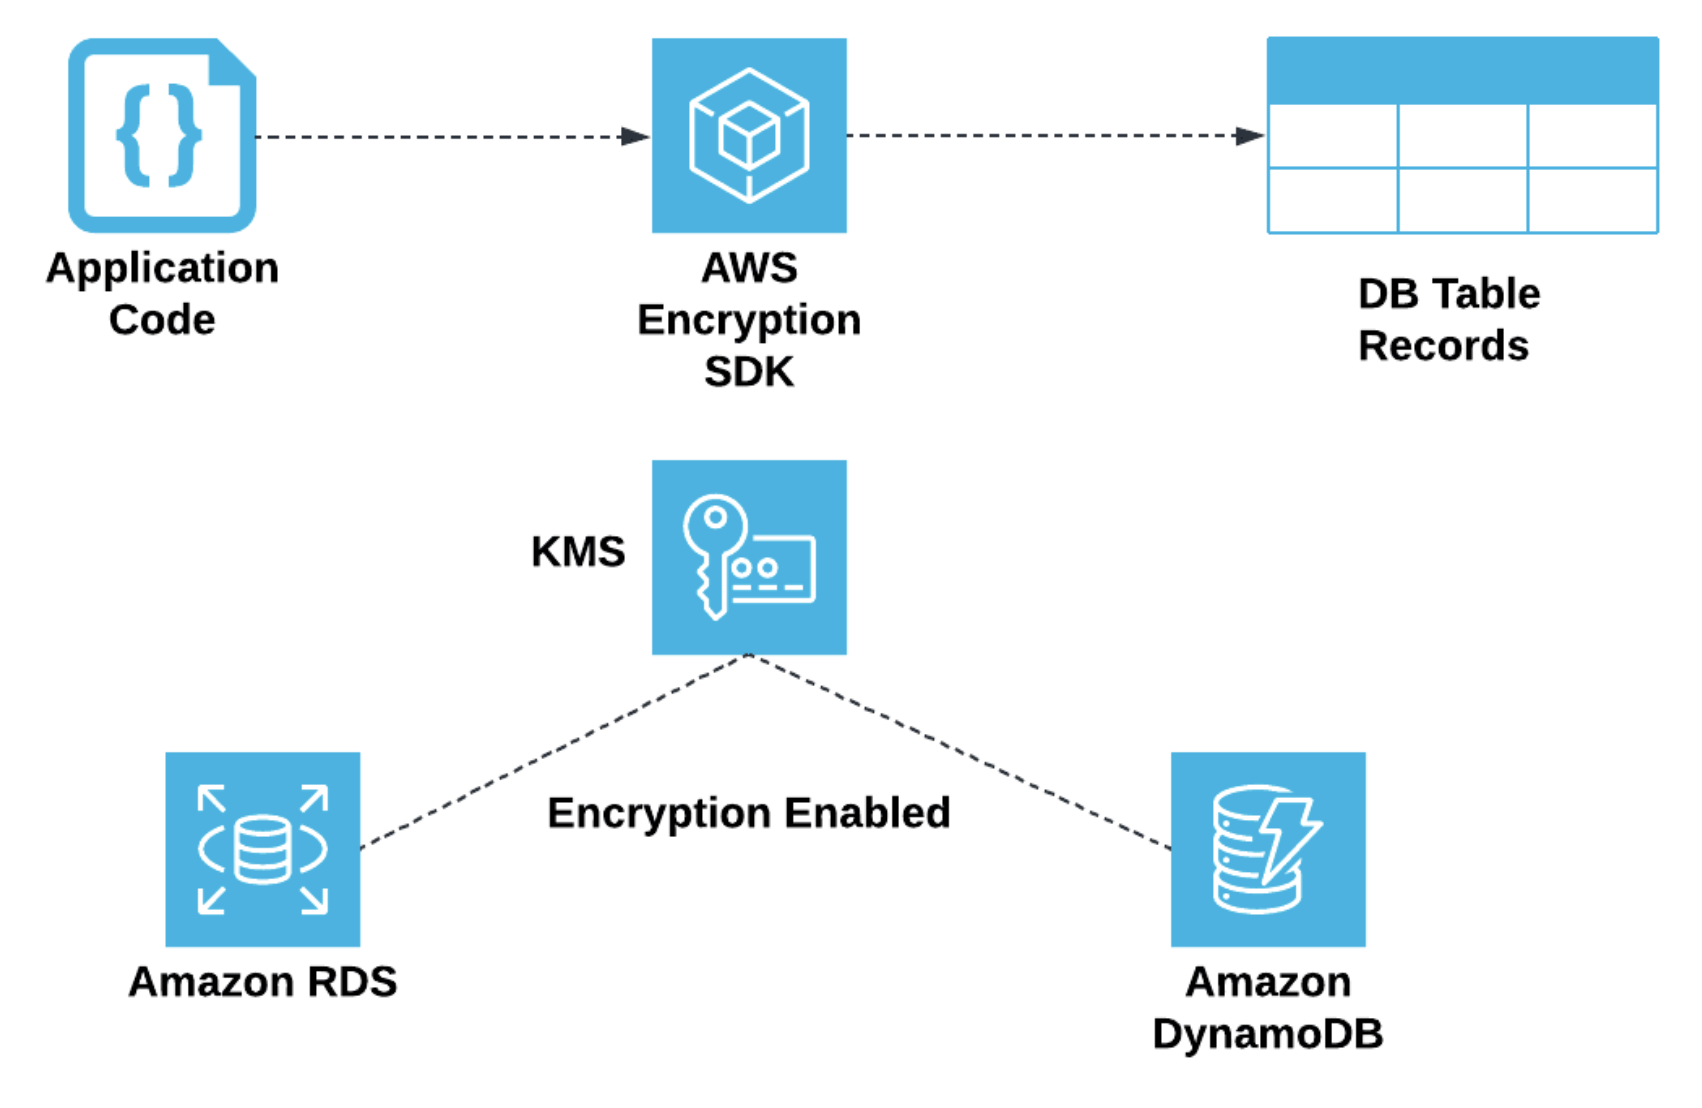 Application
Code
AWS
Encryption
SDK
DB Table
Records
KMS
Encryption Enabled
Amazon RDS
Amazon
DynamoDB